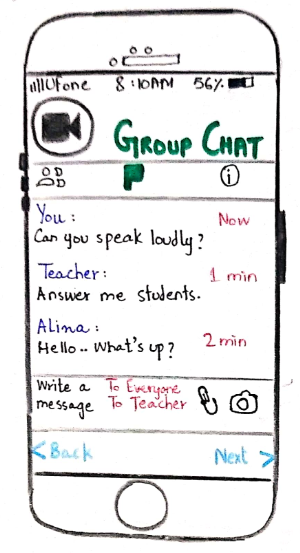 Ufone 8:10AM 56%
GROUP CHAT
You: Now
Can you speak loudly?
Teacher: 1 min
Answer me students.
Alina: 2 min
Hello.. What's up?
Write a message To Everyone To Teacher
< Back Next >